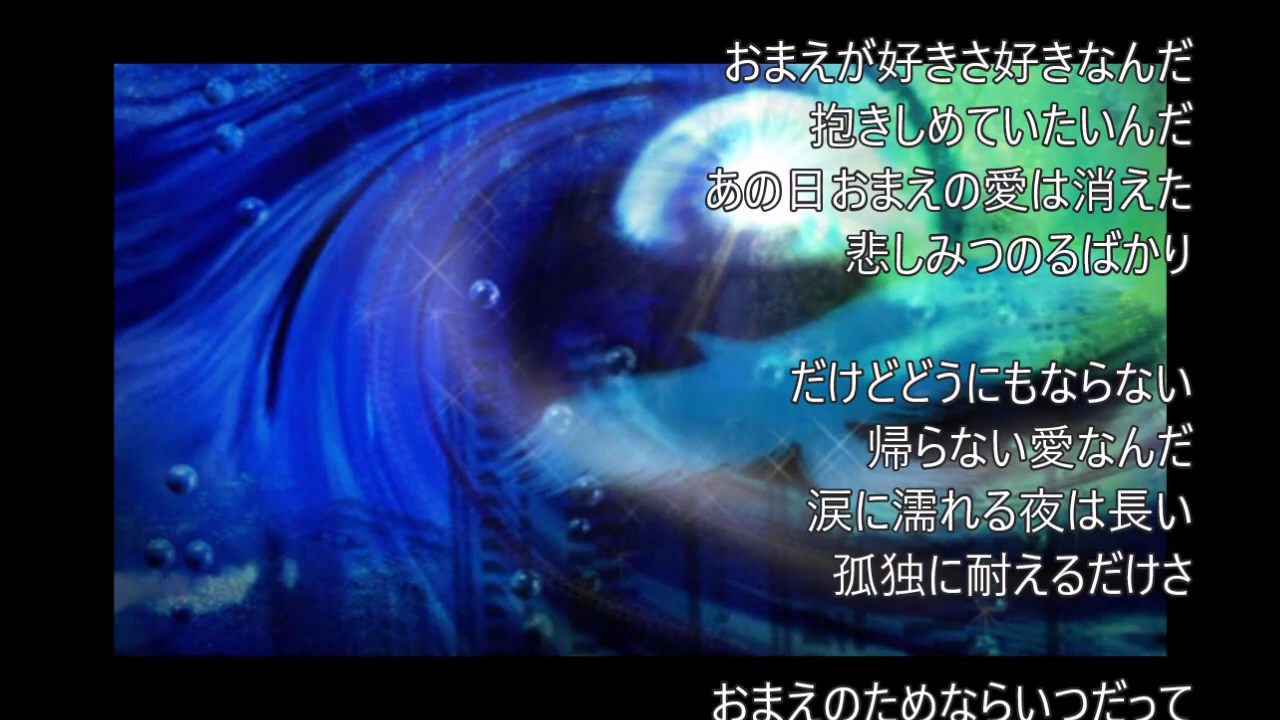 おまえが好きさ好きなんだ
抱きしめていたいんだ
あの日おまえの愛は消えた
悲しみつのるばかり
だけどどうにもならない
帰らない愛なんだ
涙に濡れる夜は長い
孤独に耐えるだけさ
おまえのためならいつだって